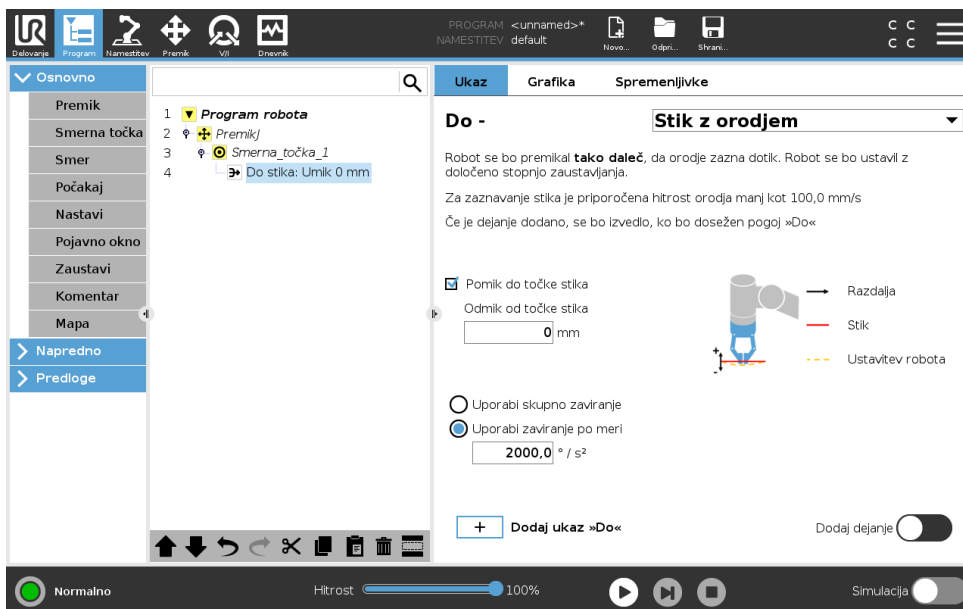 UR
PROGRAM <unnamed>*
NAMESTITEV default
C C
C C
Delovanje
Program
Namestitev
Premik
V/I
Dnevnik
Novo...
Odpri...
Shrani...
Osnovno
Premik
Smerna točka
Smer
Počakaj
Nastavi
Pojavno okno
Zaustavi
Komentar
Mapa
Napredno
Predloge
1 Program robota
2 PremikJ
3 Smerna_točka_1
4 Do stika: Umik 0 mm
Ukaz
Grafika
Spremenljivke
Do -
Stik z orodjem
Robot se bo premikal tako daleč, da orodje zazna dotik. Robot se bo ustavil z
določeno stopnjo zaustavljanja.
Za zaznavanje stika je priporočena hitrost orodja manj kot 100,0 mm/s
Če je dejanje dodano, se bo izvedlo, ko bo dosežen pogoj »Do«
Pomik do točke stika
Odmik od točke stika
0 mm
Razdalja
Stik
Ustavitev robota
+
-
Uporabi skupno zaviranje
Uporabi zaviranje po meri
2000,0 ° / s²
+ Dodaj ukaz »Do«
Dodaj dejanje
Normalno
Hitrost
100%
Simulacija